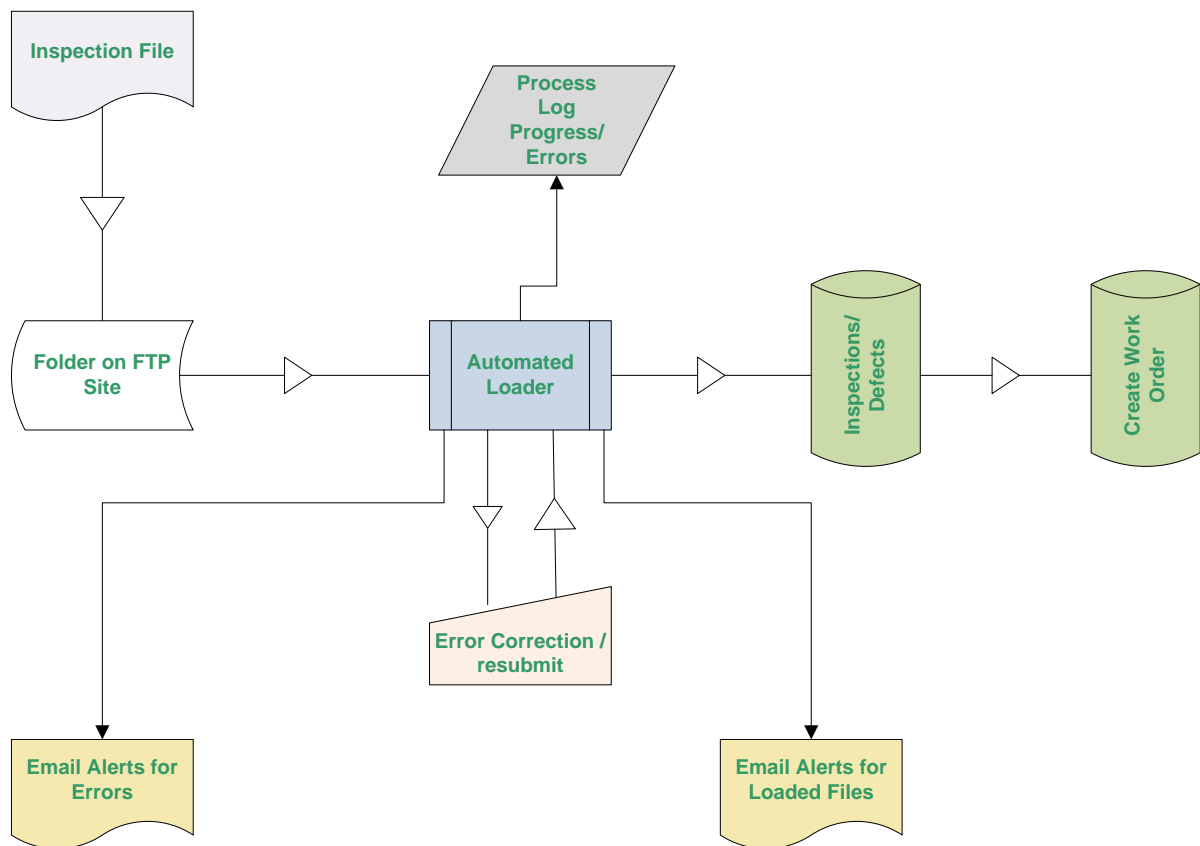 Inspection File
Process
Log
Progress/
Errors
Folder on FTP
Site
Automated
Loader
Inspections/
Defects
Create Work
Order
Error Correction /
resubmit
Email Alerts for
Errors
Email Alerts for
Loaded Files